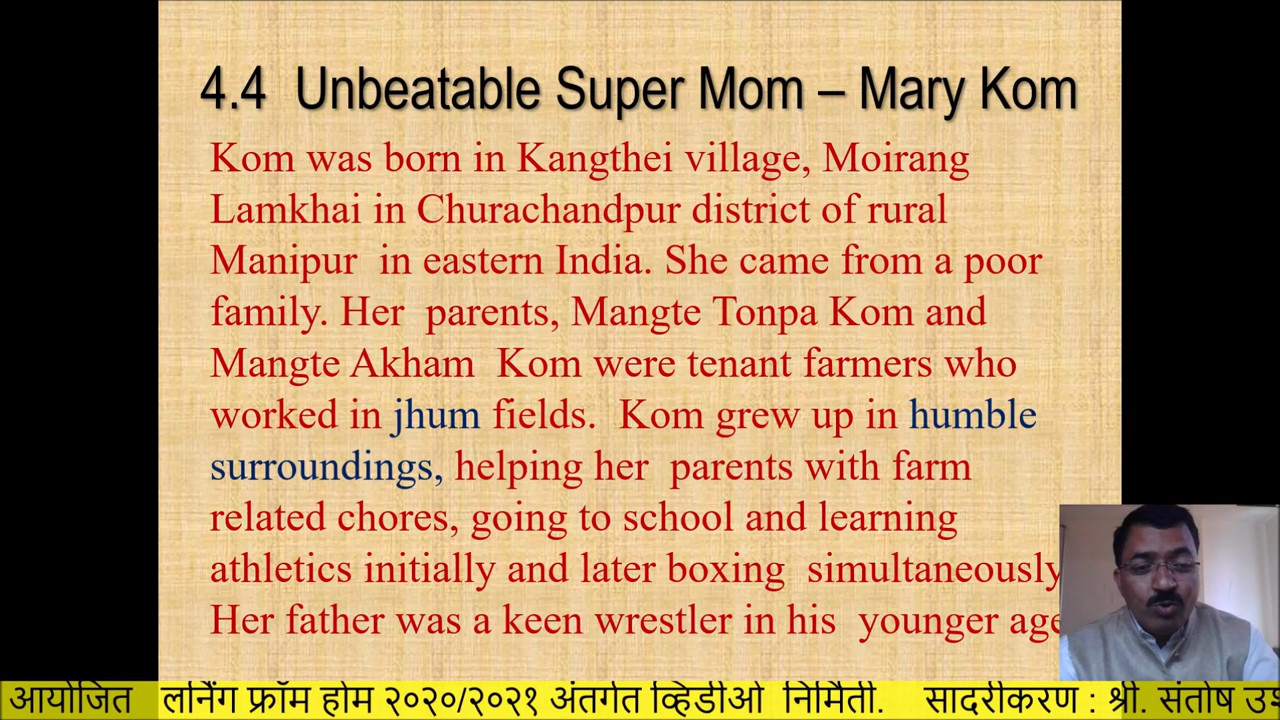 4.4 Unbeatable Super Mom – Mary Kom
Kom was born in Kangthei village, Moirang
Lamkhai in Churachandpur district of rural
Manipur in eastern India. She came from a poor
family. Her parents, Mangte Tonpa Kom and
Mangte Akham Kom were tenant farmers who
worked in jhum fields. Kom grew up in humble
surroundings, helping her parents with farm
related chores, going to school and learning
athletics initially and later boxing simultaneously
Her father was a keen wrestler in his younger age
आयोजित लर्निंग फ्रॉम होम २०२०/२०२१ अंतर्गत व्हिडीओ निर्मिती. सादरीकरण : श्री. संतोष